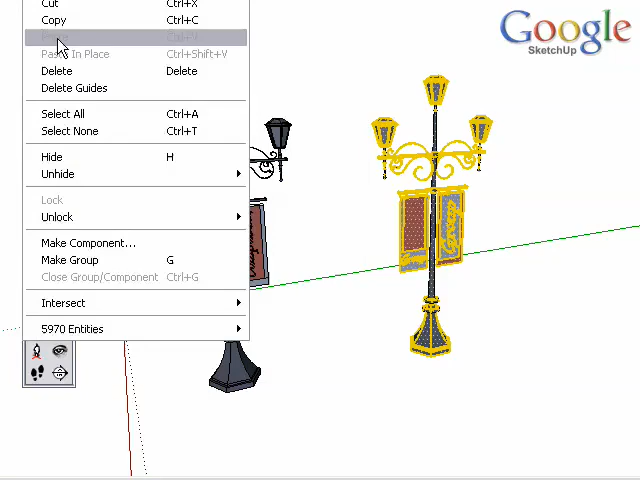 Cut Ctrl+X
Copy Ctrl+C
Paste In Place Ctrl+Shift+V
Delete Delete
Delete Guides
Select All Ctrl+A
Select None Ctrl+T
Hide H
Unhide
Lock
Unlock
Make Component...
Make Group G
Close Group/Component Ctrl+G
Intersect
5970 Entities
Google
SketchUp